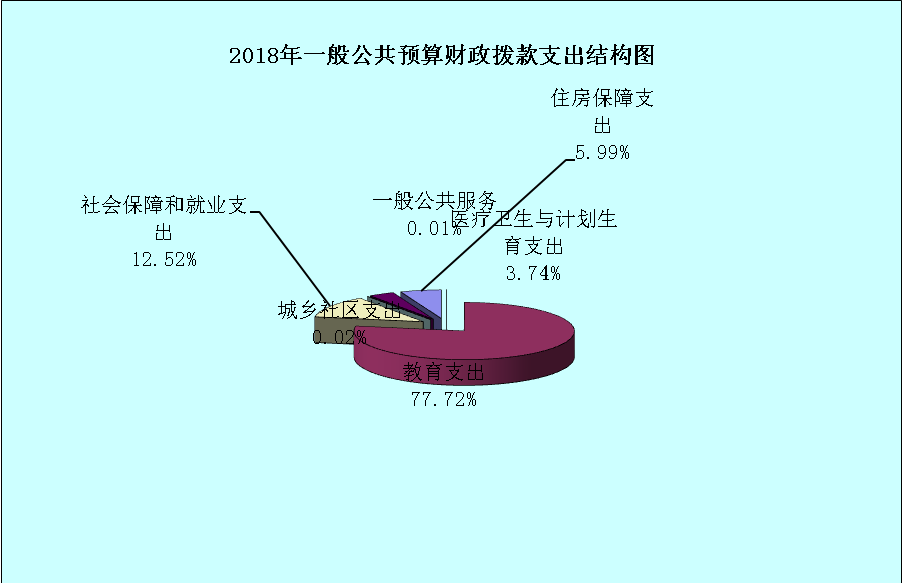 2018年一般公共预算财政拨款支出结构图
住房保障支
出
5.99%
社会保障和就业支
出
12.52%
一般公共服务
0.01%
医疗卫生与计划生
育支出
3.74%
城乡社区支出
0.02%
教育支出
77.72%